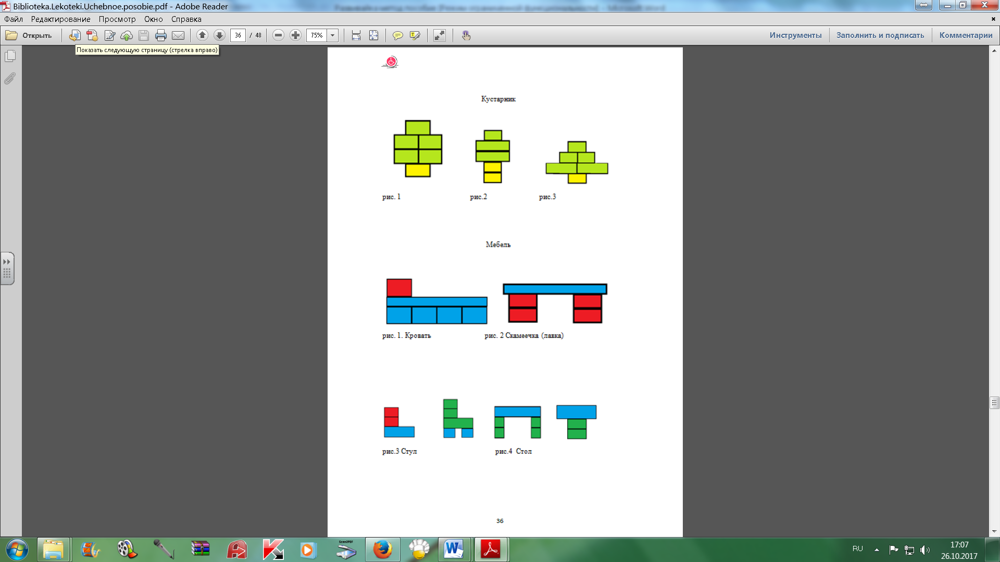 Biblioteka.Lekoteki.Uchebnoe.posobie.pdf - Adobe Reader
Файл Редактирование Просмотр Окно Справка
Открыть 36 / 48 75% Инструменты Заполнить и подписать Комментарии
Показать следующую страницу (стрелка вправо)
Кустарник
рис. 1 рис.2 рис.3
Мебель
рис. 1. Кровать рис. 2 Скамеечка (лавка)
рис.3 Стул рис.4 Стол
36
Scan2PDF
RU 17:07
26.10.2017